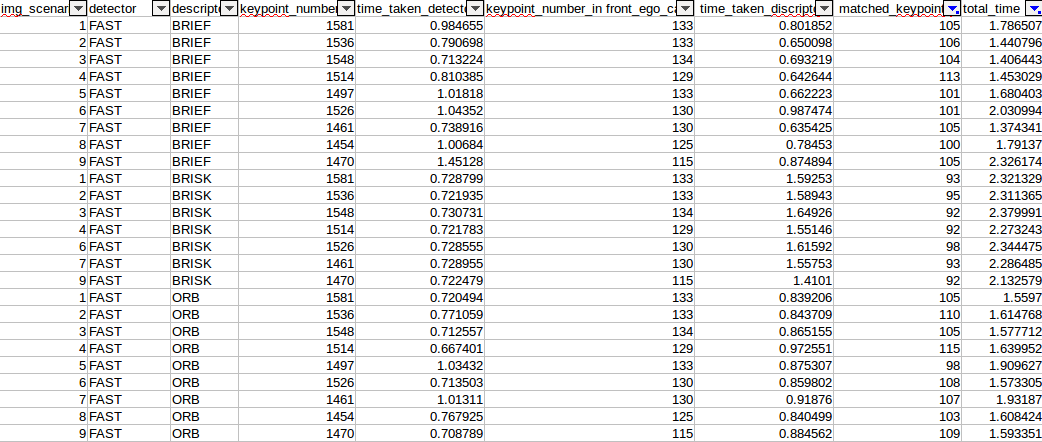 img_scenar detector descripte keypoint_number time_taken_detect keypoint_number_in front_ego_ca time_taken_discript matched_keypoint total_time
1 FAST BRIEF 1581 0.984655 133 0.801852 105 1.786507
2 FAST BRIEF 1536 0.790698 133 0.650098 106 1.440796
3 FAST BRIEF 1548 0.713224 134 0.693219 104 1.406443
4 FAST BRIEF 1514 0.810385 129 0.642644 113 1.453029
5 FAST BRIEF 1497 1.01818 133 0.662223 101 1.680403
6 FAST BRIEF 1526 1.04352 130 0.987474 101 2.030994
7 FAST BRIEF 1461 0.738916 130 0.635425 105 1.374341
8 FAST BRIEF 1454 1.00684 125 0.78453 100 1.79137
9 FAST BRIEF 1470 1.45128 115 0.874894 105 2.326174
1 FAST BRISK 1581 0.728799 133 1.59253 93 2.321329
2 FAST BRISK 1536 0.721935 133 1.58943 95 2.311365
3 FAST BRISK 1548 0.730731 134 1.64926 92 2.379991
4 FAST BRISK 1514 0.721783 129 1.55146 92 2.273243
6 FAST BRISK 1526 0.728555 130 1.61592 98 2.344475
7 FAST BRISK 1461 0.728955 130 1.55753 93 2.286485
9 FAST BRISK 1470 0.722479 115 1.4101 92 2.132579
1 FAST ORB 1581 0.720494 133 0.839206 105 1.5597
2 FAST ORB 1536 0.771059 133 0.843709 110 1.614768
3 FAST ORB 1548 0.712557 134 0.865155 105 1.577712
4 FAST ORB 1514 0.667401 129 0.972551 115 1.639952
5 FAST ORB 1497 1.03432 133 0.875307 98 1.909627
6 FAST ORB 1526 0.713503 130 0.859802 108 1.573305
7 FAST ORB 1461 1.01311 130 0.91876 107 1.93187
8 FAST ORB 1454 0.767925 125 0.840499 103 1.608424
9 FAST ORB 1470 0.708789 115 0.884562 109 1.593351